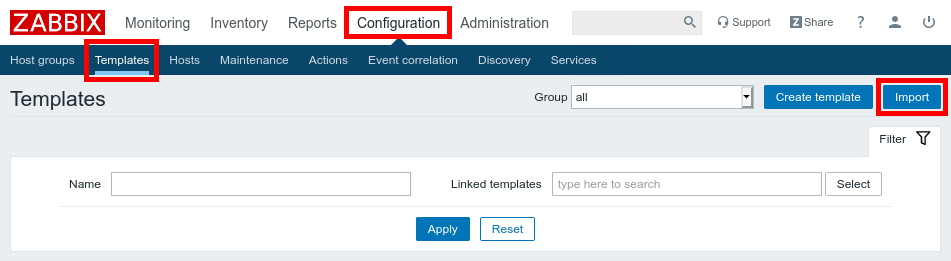 ZABBIX Monitoring Inventory Reports Configuration Administration Support Z Share ?
Host groups Templates Hosts Maintenance Actions Event correlation Discovery Services
Templates Group all Create template Import
Filter
Name Linked templates type here to search Select
Apply Reset